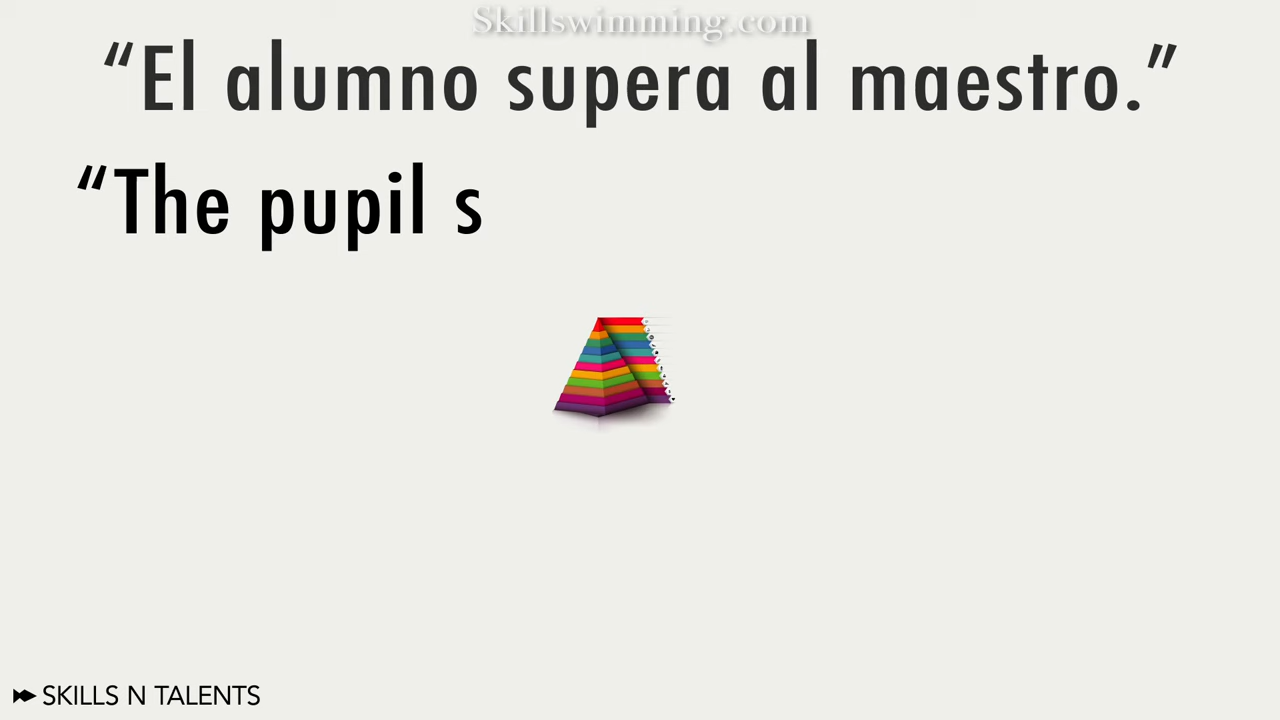 Skillswimming.com
“El alumno supera al maestro.”
“The pupil s
SKILLS N TALENTS